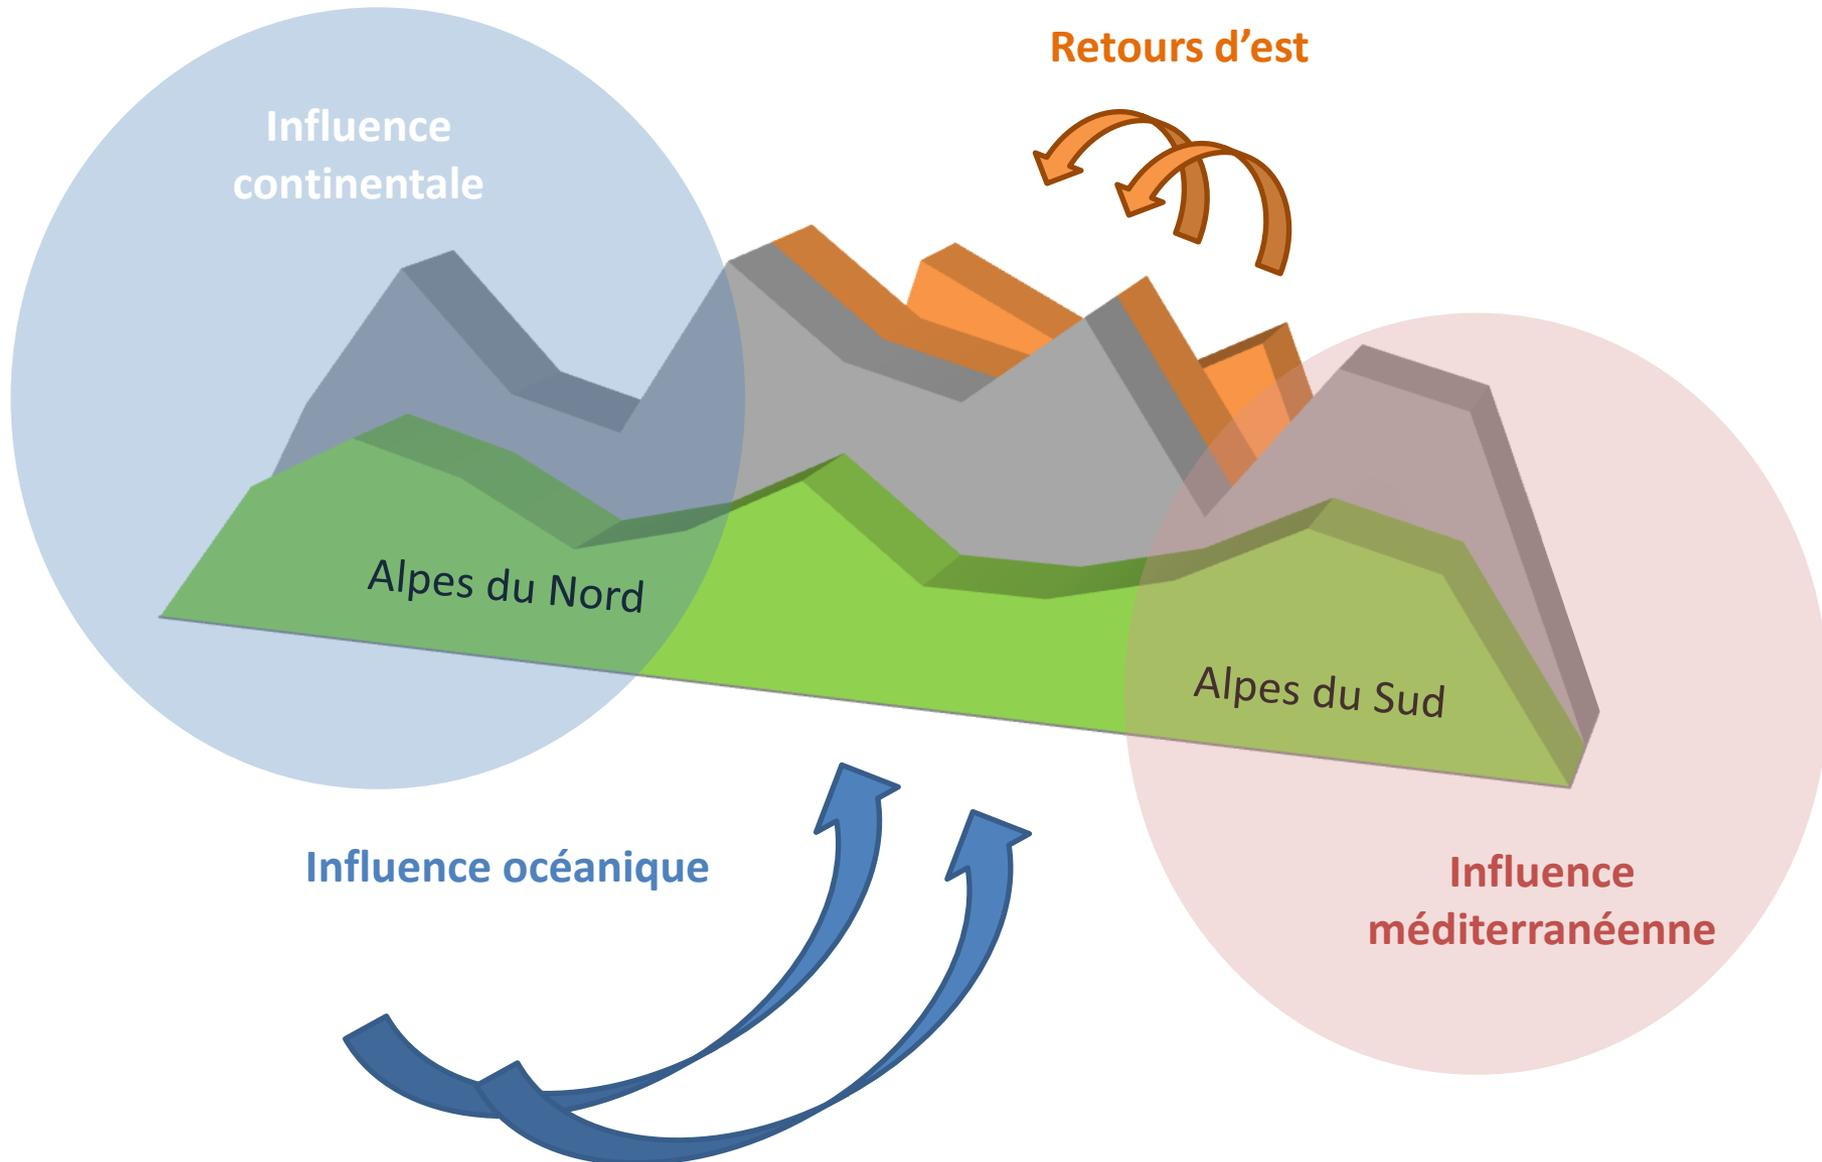 Retours d’est
Influence
continentale
Alpes du Nord
Alpes du Sud
Influence océanique
Influence
méditerranéenne